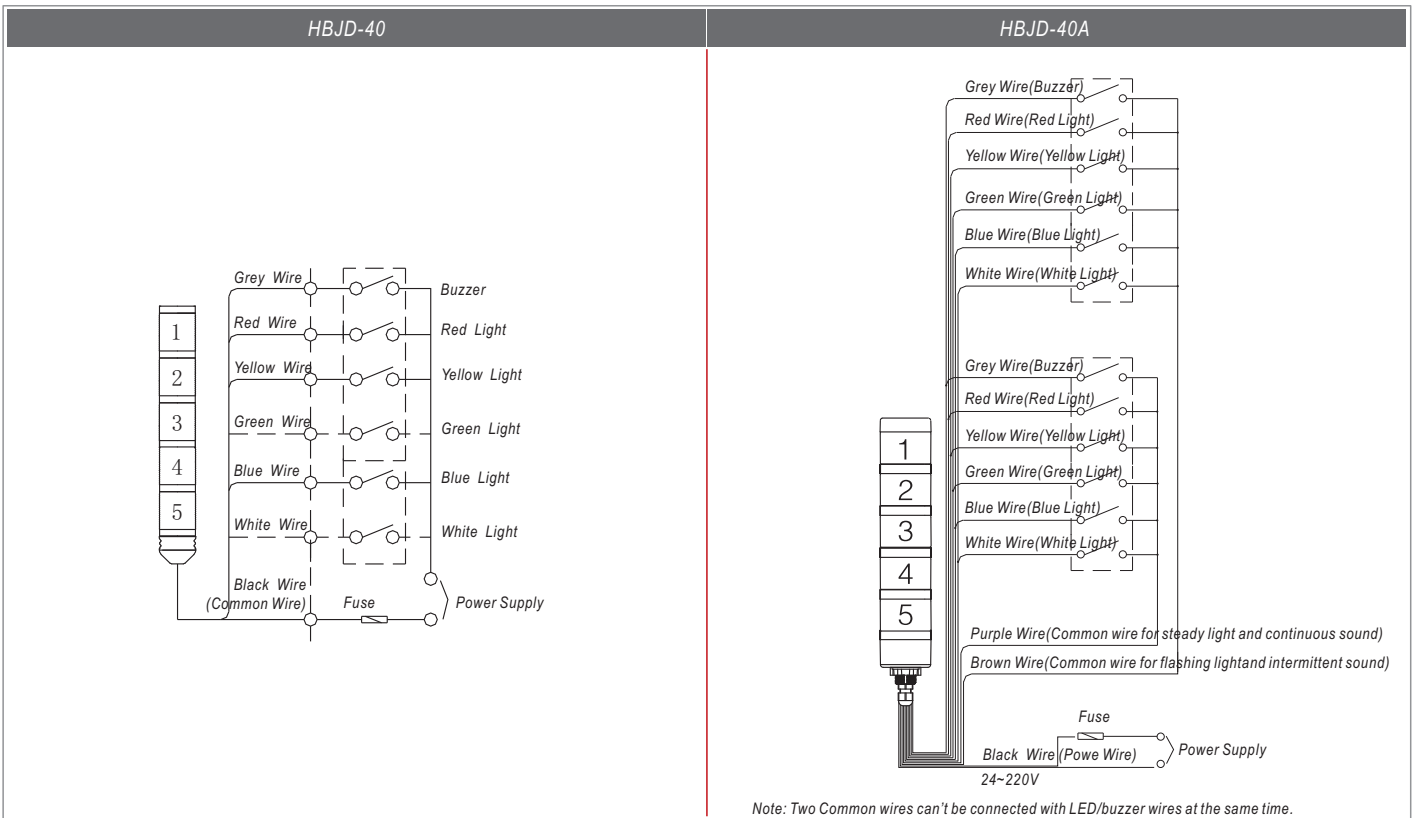 HBJD-40
Grey Wire
Buzzer
1
Red Wire
Red Light
2
Yellow Wire
Yellow Light
3
Green Wire
Green Light
4
Blue Wire
Blue Light
5
White Wire
White Light
Black Wire
(Common Wire)
Fuse
Power Supply
HBJD-40A
Grey Wire(Buzzer)
Red Wire(Red Light)
Yellow Wire(Yellow Light)
Green Wire(Green Light)
Blue Wire(Blue Light)
White Wire(White Light)
Grey Wire(Buzzer)
Red Wire(Red Light)
Yellow Wire(Yellow Light)
Green Wire(Green Light)
Blue Wire(Blue Light)
White Wire(White Light)
1
2
3
4
5
Purple Wire(Common wire for steady light and continuous sound)
Brown Wire(Common wire for flashing lightand intermittent sound)
Fuse
Black Wire (Powe Wire)
Power Supply
24~220V
Note: Two Common wires can't be connected with LED/buzzer wires at the same time.